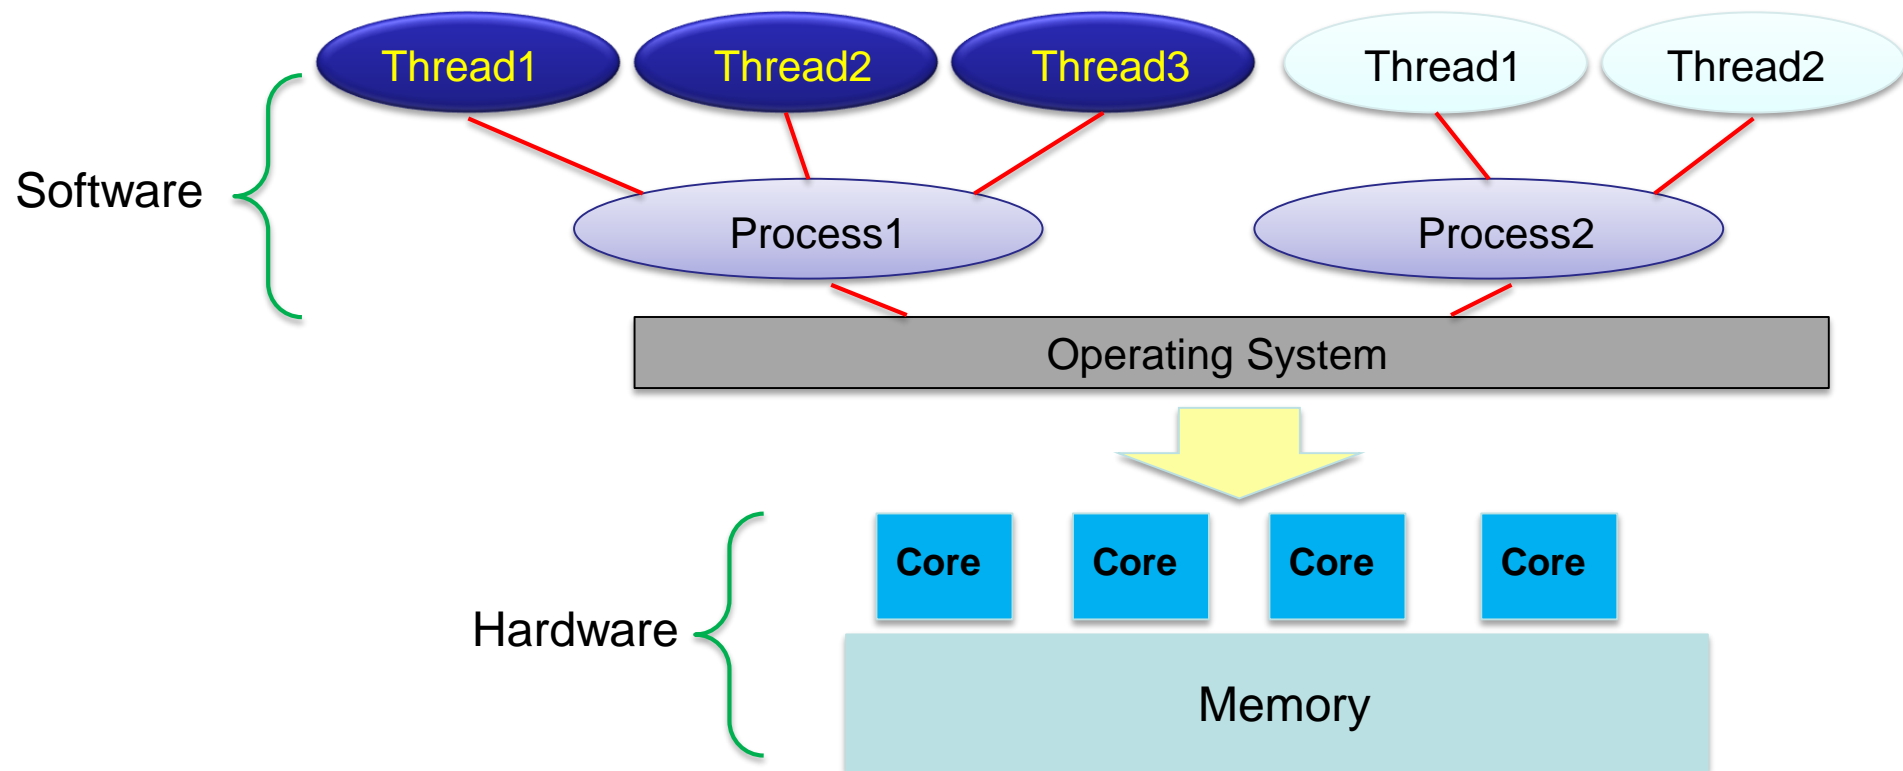 Thread1 Thread2 Thread3 Thread1 Thread2
Software
Process1 Process2
Operating System
Core Core Core Core
Hardware
Memory